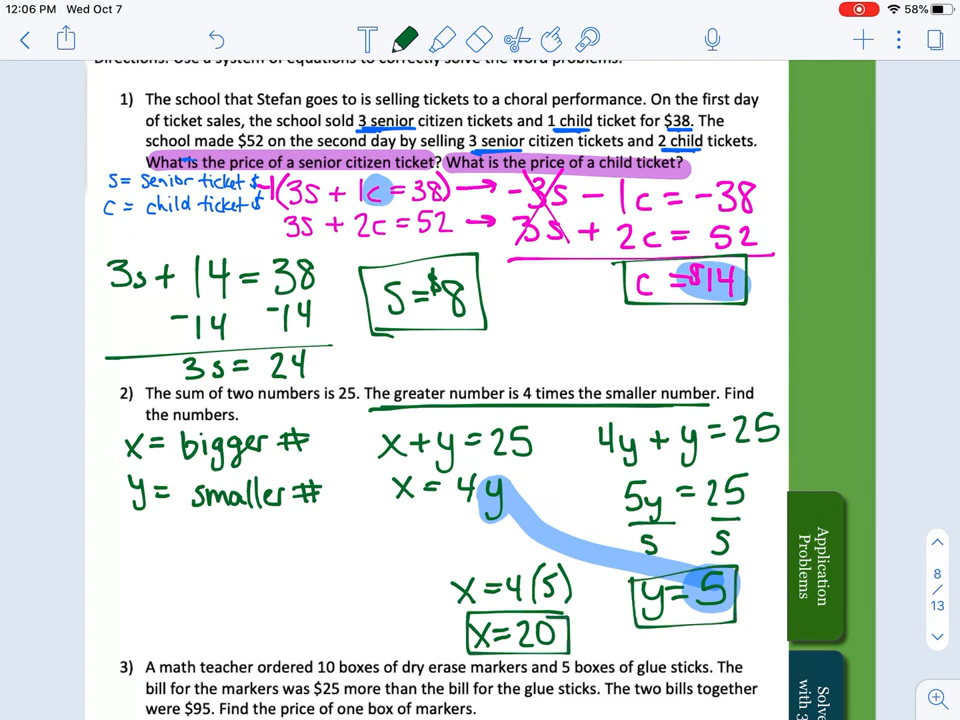 12:06 PM Wed Oct 7
58%
Directions: Use a system of equations to correctly solve the word problems.
1) The school that Stefan goes to is selling tickets to a choral performance. On the first day
of ticket sales, the school sold 3 senior citizen tickets and 1 child ticket for $38. The
school made $52 on the second day by selling 3 senior citizen tickets and 2 child tickets.
What is the price of a senior citizen ticket? What is the price of a child ticket?
S = Senior ticket $
C = child ticket $
-1(3s + 1c = 38) → -3s - 1c = -38
3s + 2c = 52 → 3s + 2c = 52
c = $14
3s + 14 = 38
-14 -14
3s = 24
S = $8
2) The sum of two numbers is 25. The greater number is 4 times the smaller number. Find
the numbers.
x = bigger #
y = smaller #
x + y = 25
x = 4y
4y + y = 25
5y = 25
5 5
y = 5
x = 4(5)
x = 20
3) A math teacher ordered 10 boxes of dry erase markers and 5 boxes of glue sticks. The
bill for the markers was $25 more than the bill for the glue sticks. The two bills together
were $95. Find the price of one box of markers.
Application
Problems
Solve
with 3
8
/
13